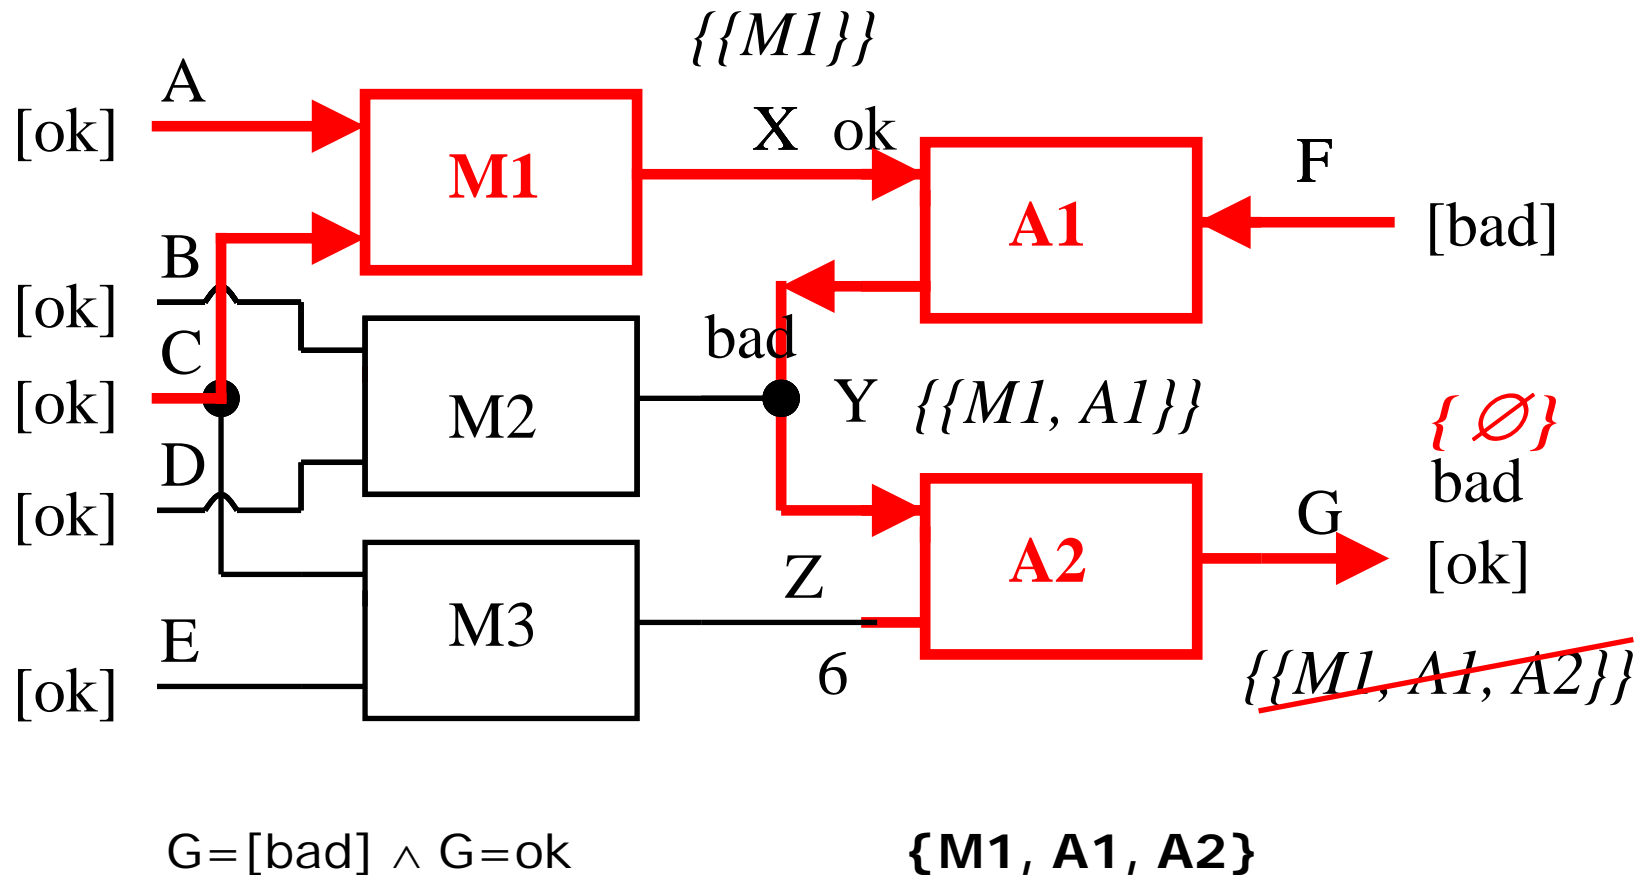 {{M1}}
A
[ok]
M1
X ok
F
A1
[bad]
B
[ok]
C
bad
[ok]
M2
Y {{M1, A1}}
{ ∅}
bad
D
[ok]
G
A2
[ok]
Z
M3
E
[ok]
6
{{M1, A1, A2}}
G=[bad] ∧ G=ok
{M1, A1, A2}